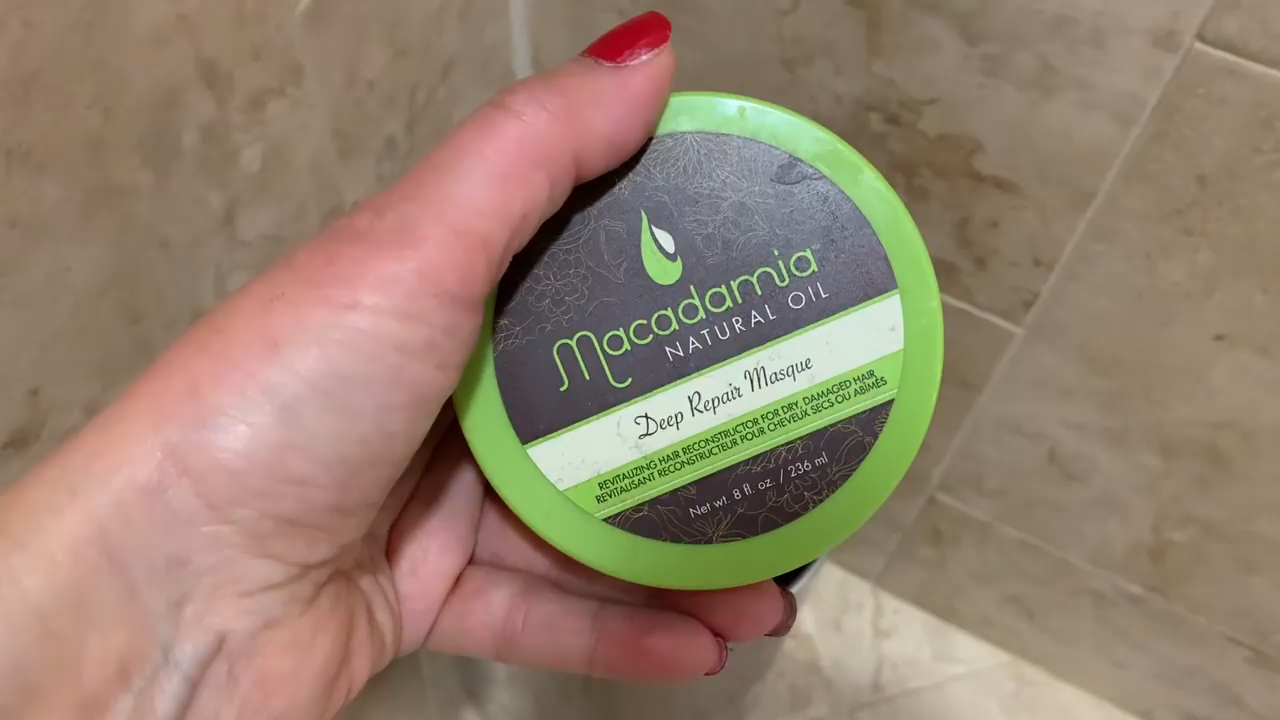 Macadamia
NATURAL OIL
Deep Repair Masque
REVITALIZING HAIR RECONSTRUCTOR FOR DRY, DAMAGED HAIR
REVITALISANT RECONSTRUCTEUR POUR CHEVEUX SECS OU ABÎMÉS
Net wt. 8 fl. oz. / 236 ml